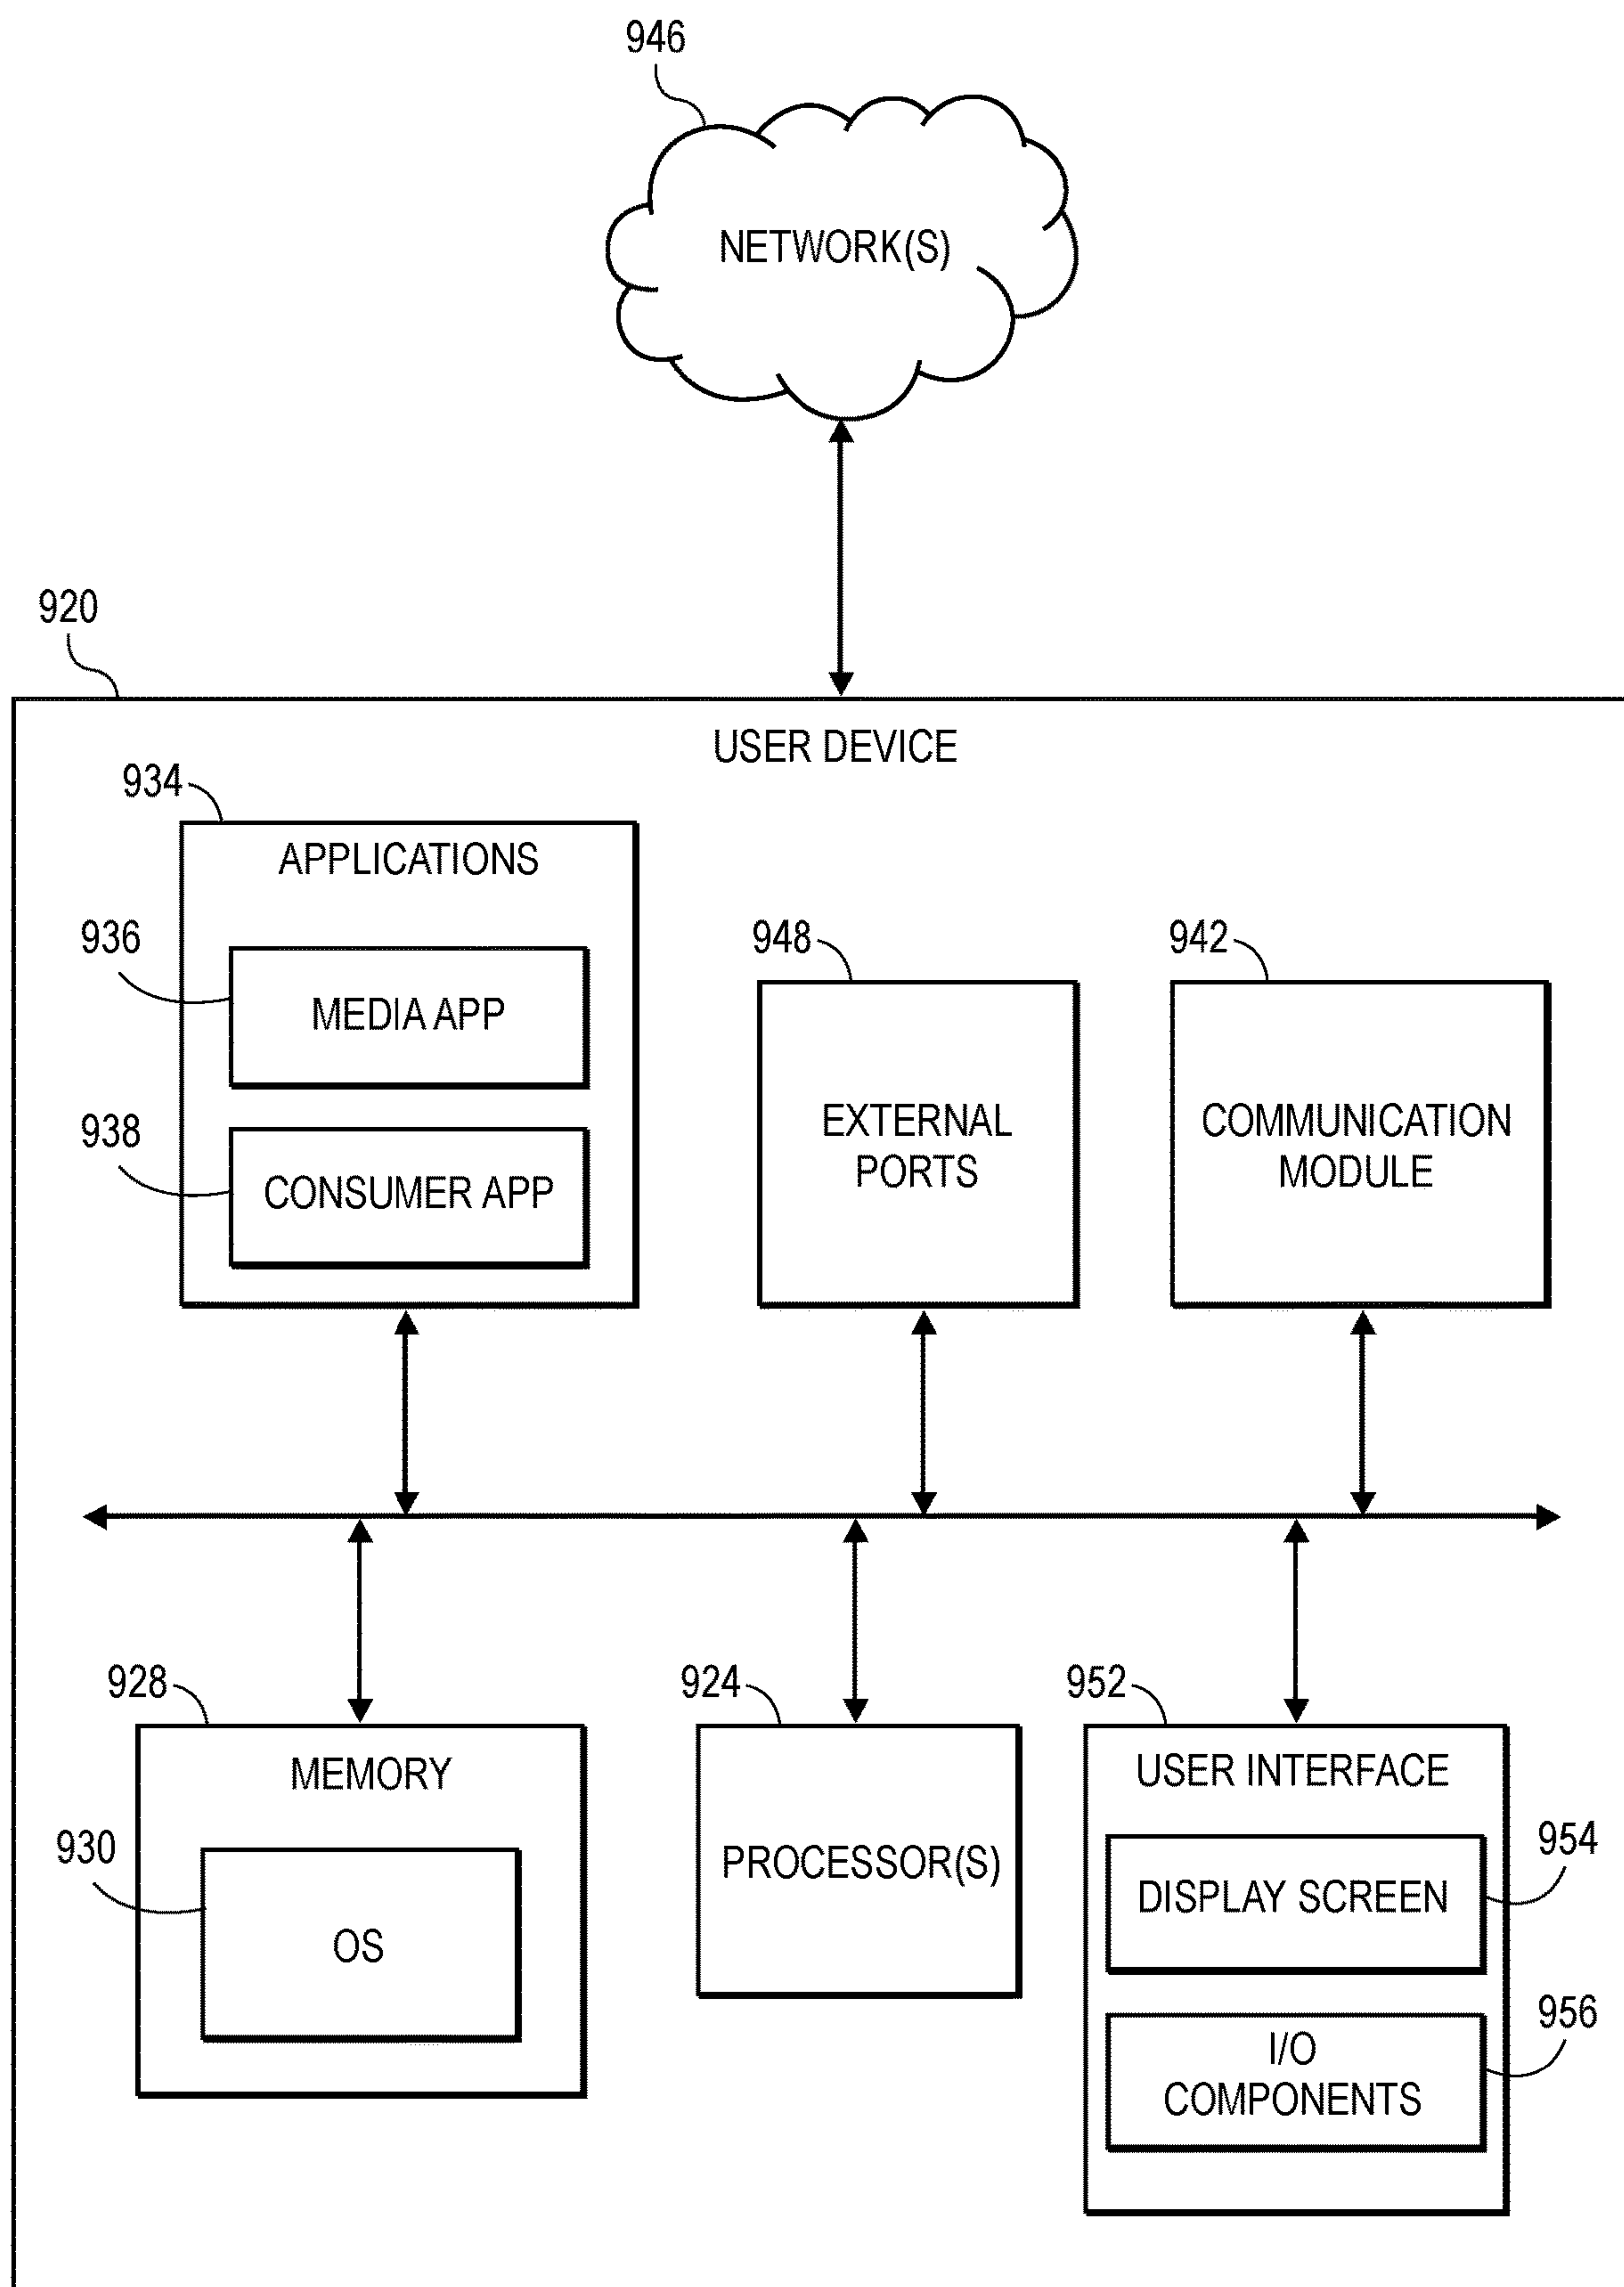 946
NETWORK(S)
920
USER DEVICE
934
APPLICATIONS
936
MEDIA APP
938
CONSUMER APP
948
EXTERNAL
PORTS
942
COMMUNICATION
MODULE
928
MEMORY
930
OS
924
PROCESSOR(S)
952
USER INTERFACE
954
DISPLAY SCREEN
956
I/O
COMPONENTS